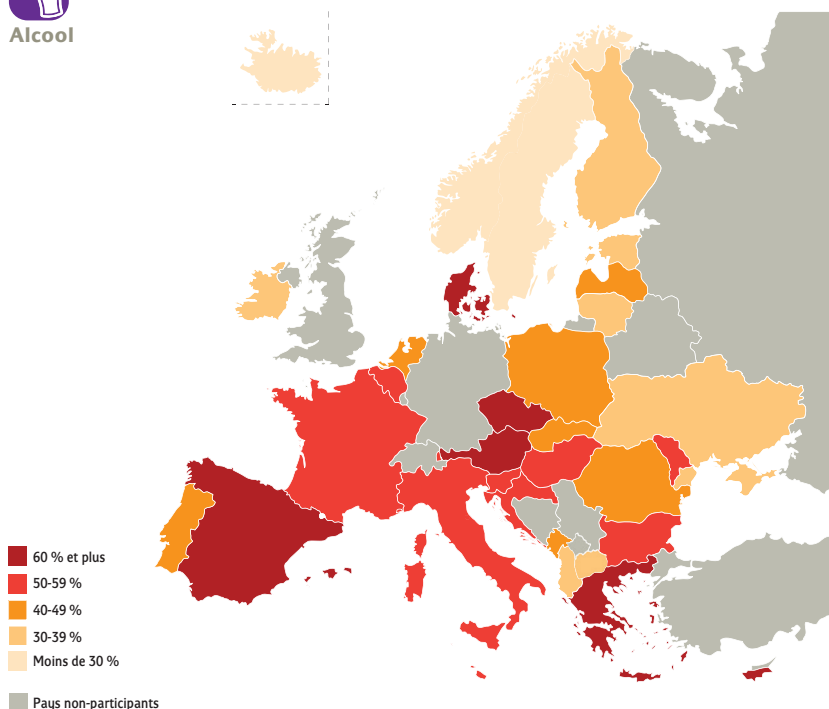 Alcool
60 % et plus
50-59 %
40-49 %
30-39 %
Moins de 30 %
Pays non-participants